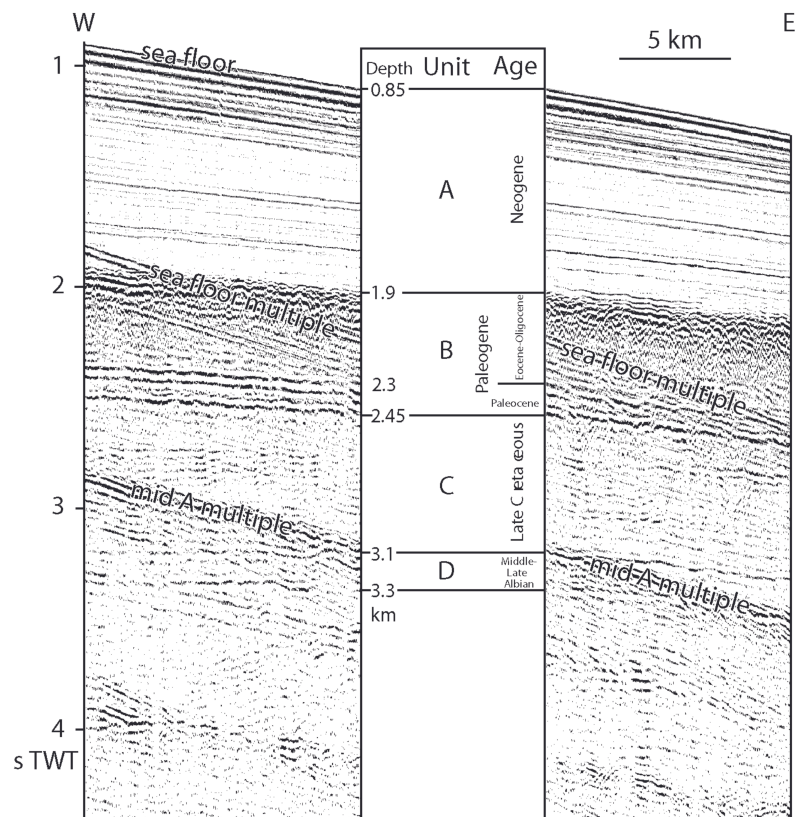 W
E
5 km
sea floor
1
Depth Unit Age
0.85
A
Neogene
2
sea floor multiple
1.9
B
Paleogene
Eocene-Oligocene
sea floor multiple
2.3
Paleocene
2.45
C
Late Cretaceous
3
mid A multiple
3.1
D
Middle-
Late
Albian
mid A multiple
3.3
km
4
s TWT